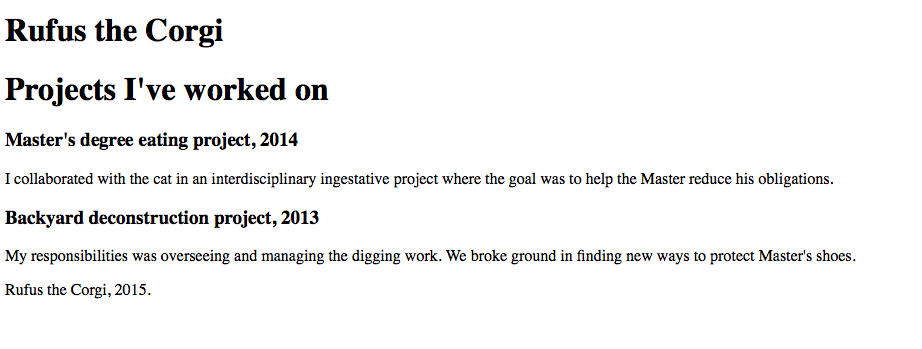 Rufus the Corgi
Projects I've worked on
Master's degree eating project, 2014
I collaborated with the cat in an interdisciplinary ingestative project where the goal was to help the Master reduce his obligations.
Backyard deconstruction project, 2013
My responsibilities was overseeing and managing the digging work. We broke ground in finding new ways to protect Master's shoes.
Rufus the Corgi, 2015.